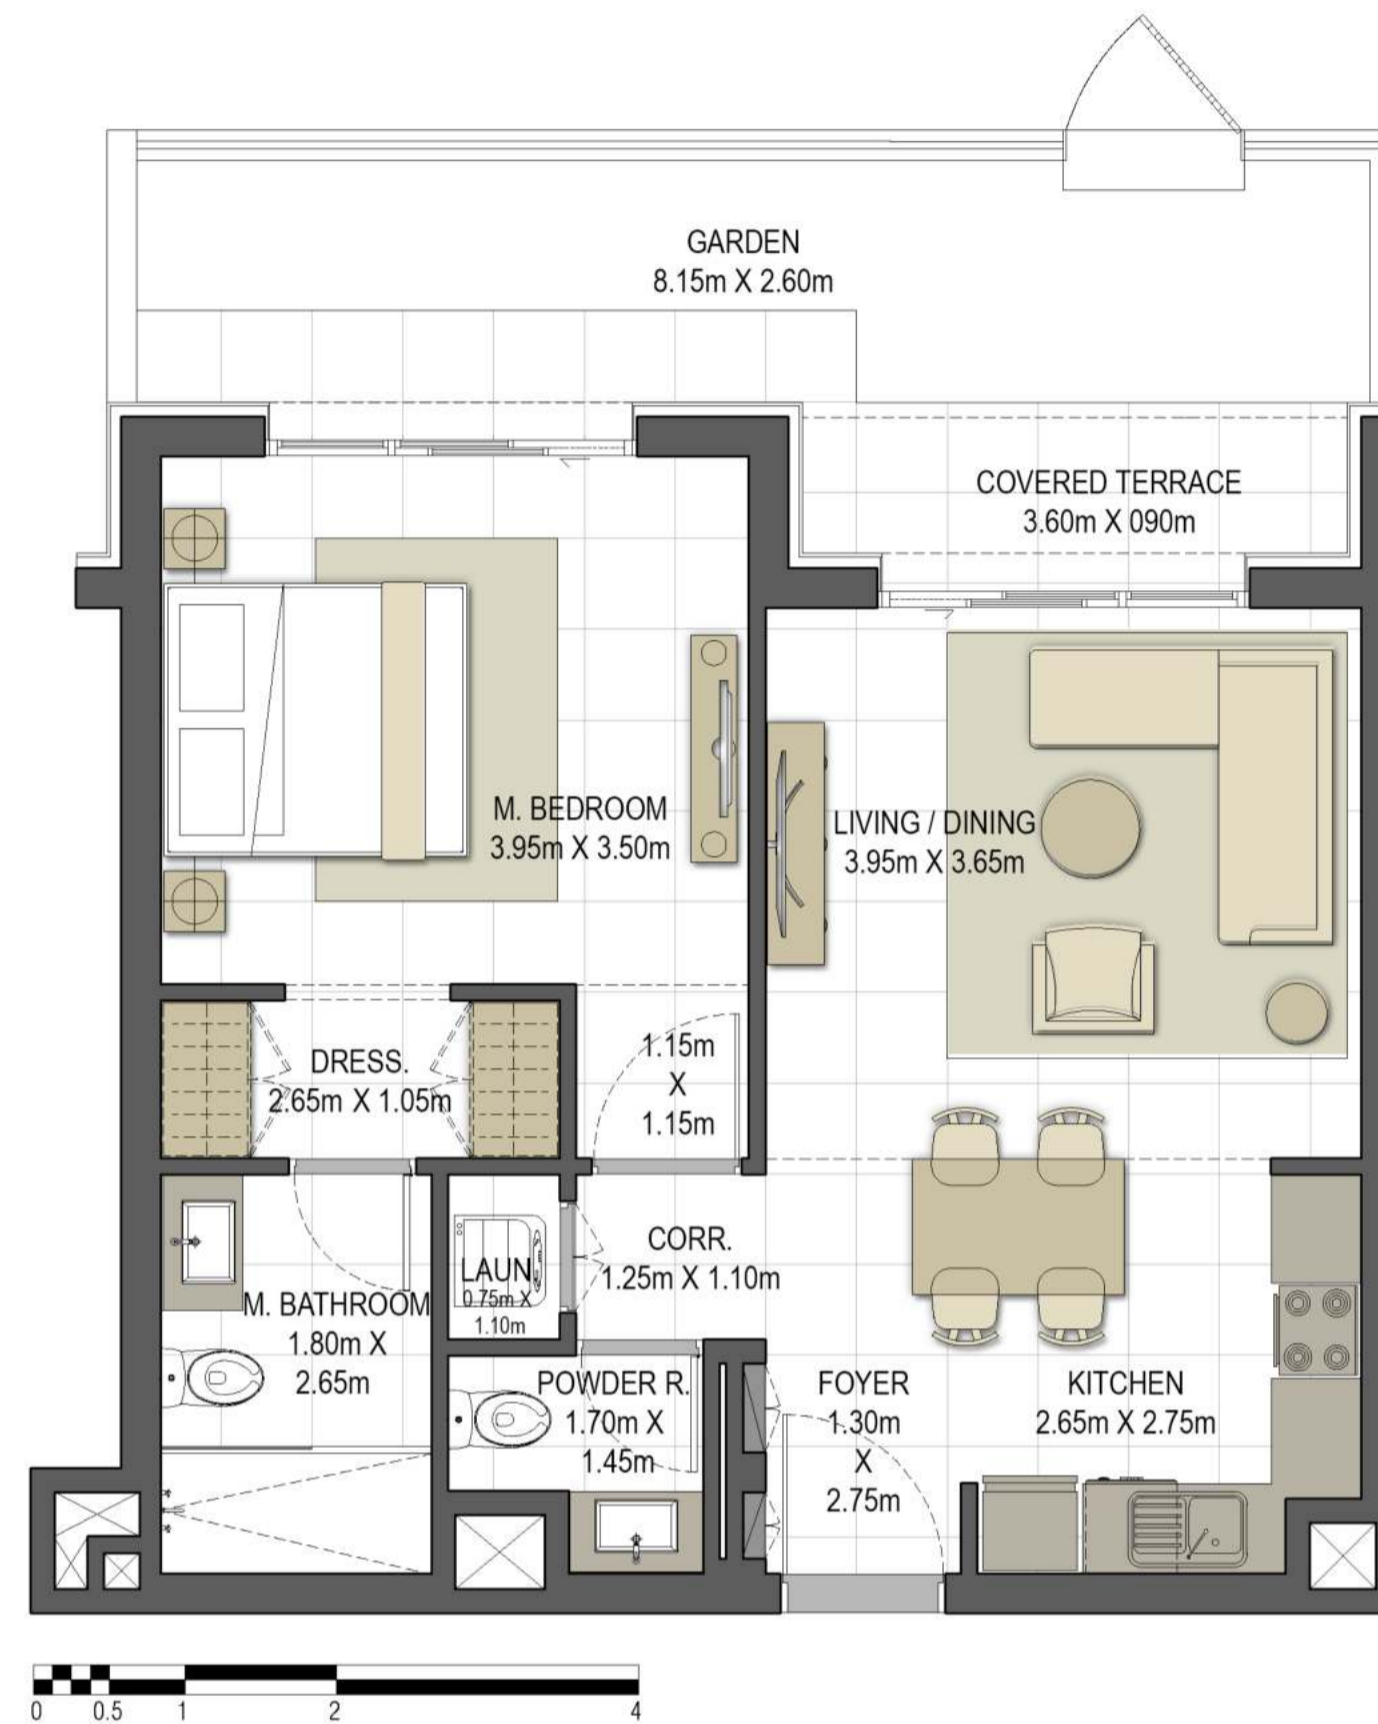 GARDEN
8.15m X 2.60m
COVERED TERRACE
3.60m X 090m
M. BEDROOM
3.95m X 3.50m
LIVING / DINING
3.95m X 3.65m
DRESS.
2.65m X 1.05m
1.15m
X
1.15m
CORR.
1.25m X 1.10m
LAUN.
0.75m X
1.10m
M. BATHROOM
1.80m X
2.65m
POWDER R.
1.70m X
1.45m
FOYER
1.30m
X
2.75m
KITCHEN
2.65m X 2.75m
0 0.5 1 2 4